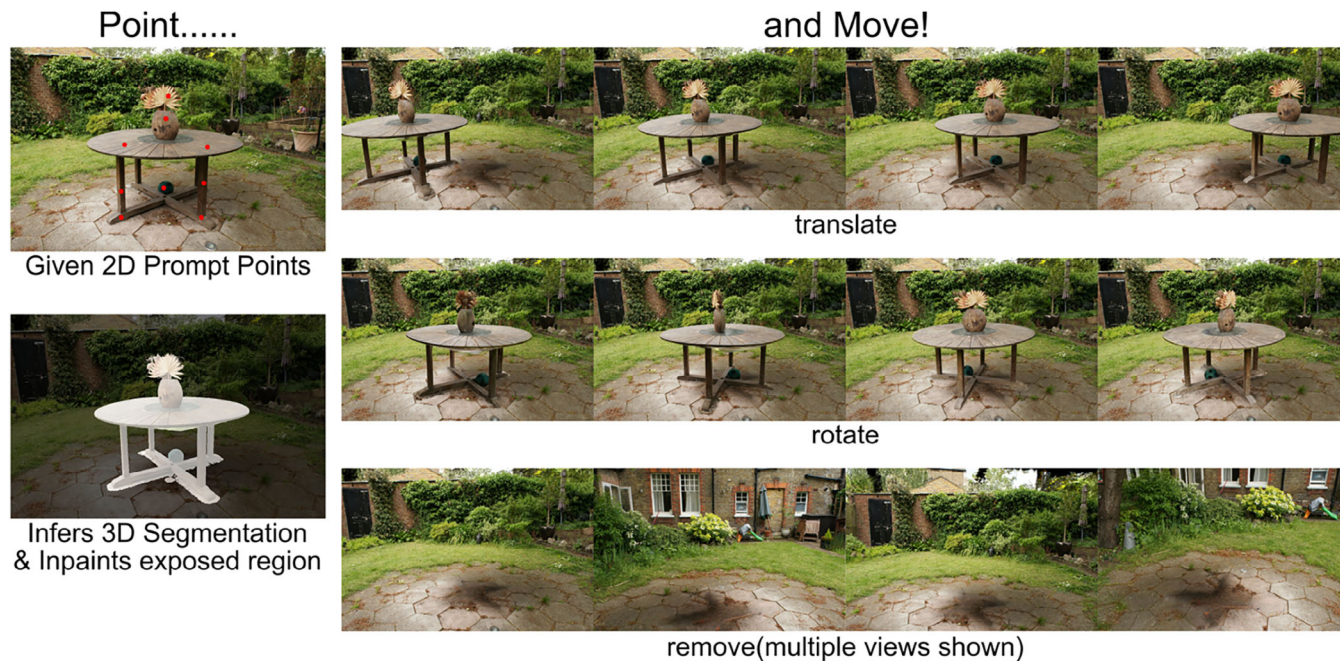 Point......
and Move!
Given 2D Prompt Points
translate
rotate
Infers 3D Segmentation
& Inpaints exposed region
remove(multiple views shown)